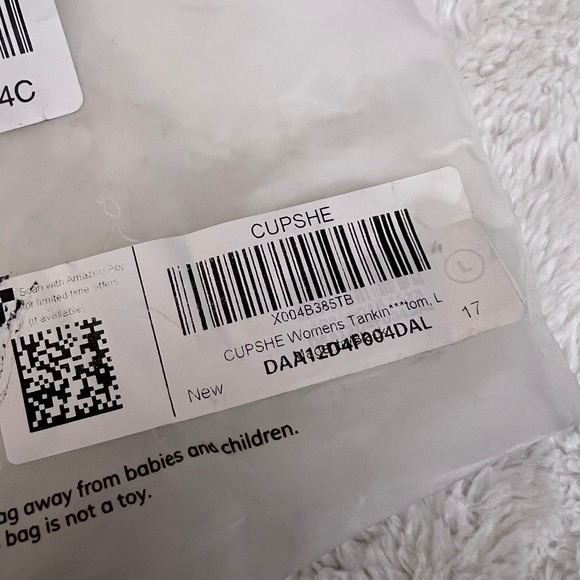 4C
Scan with Amazon App
for limited time offers
(if available)
CUPSHE
X004B385TB
CUPSHE Womens Tankin***tom, L
DAA12D4P004DAL
New
L
17
ag away from babies and children.
bag is not a toy.